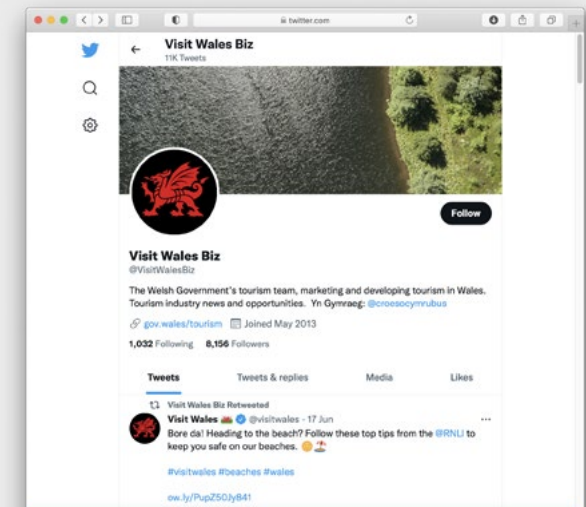 twitter.com
Visit Wales Biz
11K Tweets
Follow
Visit Wales Biz
@VisitWalesBiz
The Welsh Government's tourism team, marketing and developing tourism in Wales.
Tourism industry news and opportunities. Yn Gymraeg: @croesocymrubus
gov.wales/tourism Joined May 2013
1,032 Following 8,156 Followers
Tweets Tweets & replies Media Likes
Visit Wales Biz Retweeted
Visit Wales @visitwales · 17 Jun
Bore da! Heading to the beach? Follow these top tips from the @RNLI to
keep you safe on our beaches.
#visitwales #beaches #wales
ow.ly/PupZ50Jy841